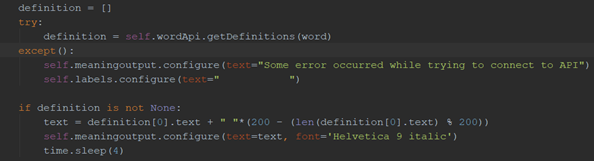 definition = []
try:
    definition = self.wordApi.getDefinitions(word)
except():
    self.meaningoutput.configure(text="Some error occurred while trying to connect to API")
    self.labels.configure(text="            ")

if definition is not None:
    text = definition[0].text + " "*(200 - (len(definition[0].text) % 200))
    self.meaningoutput.configure(text=text, font='Helvetica 9 italic')
    time.sleep(4)